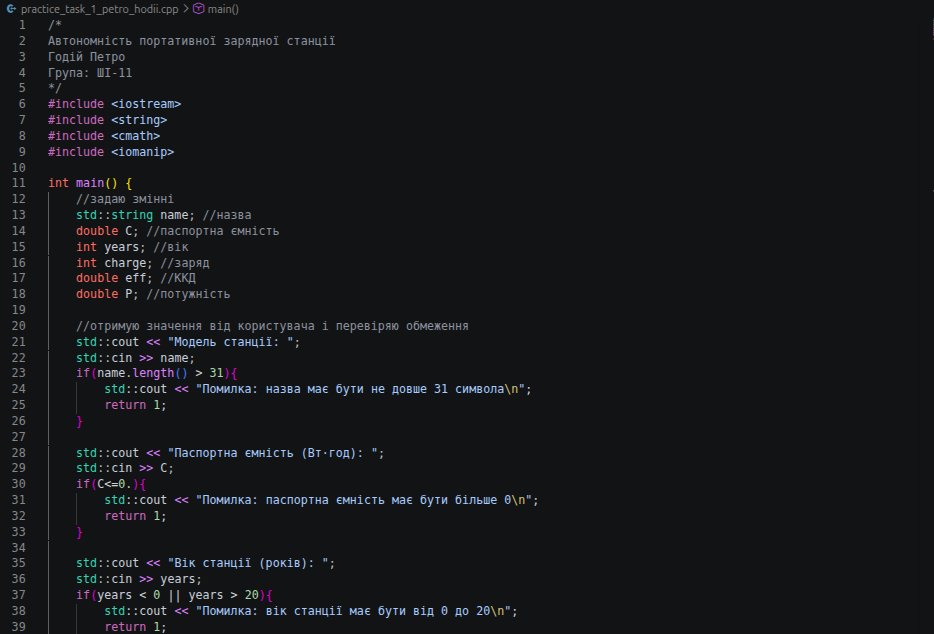 practice_task_1_petro_hodii.cpp > main()
1 /*
2 Автономність портативної зарядної станції
3 Годій Петро
4 Група: ШІ-11
5 */
6 #include <iostream>
7 #include <string>
8 #include <cmath>
9 #include <iomanip>
10
11 int main() {
12     //задаю змінні
13     std::string name; //назва
14     double C; //паспортна ємність
15     int years; //вік
16     int charge; //заряд
17     double eff; //ККД
18     double P; //потужність
19
20     //отримую значення від користувача і перевіряю обмеження
21     std::cout << "Модель станції: ";
22     std::cin >> name;
23     if(name.length() > 31){
24         std::cout << "Помилка: назва має бути не довше 31 символа\n";
25         return 1;
26     }
27
28     std::cout << "Паспортна ємність (Вт·год): ";
29     std::cin >> C;
30     if(C<=0.){
31         std::cout << "Помилка: паспортна ємність має бути більше 0\n";
32         return 1;
33     }
34
35     std::cout << "Вік станції (років): ";
36     std::cin >> years;
37     if(years < 0 || years > 20){
38         std::cout << "Помилка: вік станції має бути від 0 до 20\n";
39         return 1;